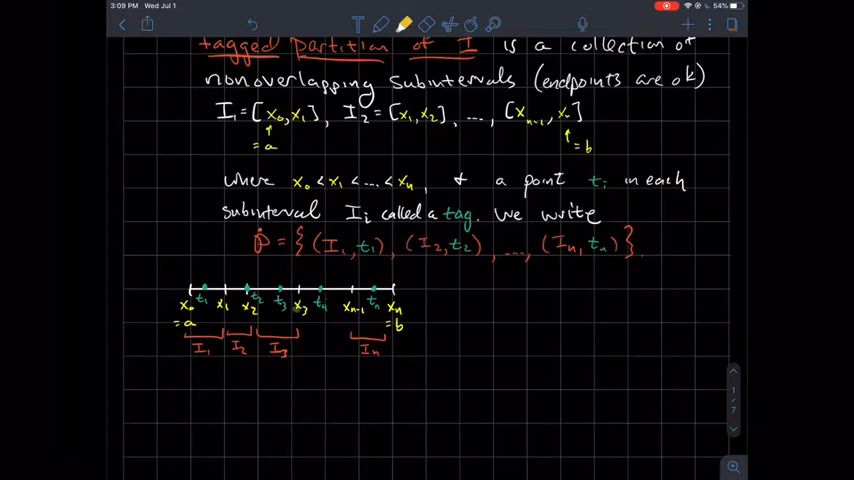 3:09 PM Wed Jul 1
54%
tagged partition of I is a collection of
nonoverlapping subintervals (endpoints are ok)
I₁ = [x₀, x₁], I₂ = [x₁, x₂], ..., [xₙ₋₁, xₙ]
= a = b
where x₀ < x₁ < ... < xₙ, & a point tᵢ in each
subinterval Iᵢ called a tag. We write
Ṗ = {(I₁, t₁), (I₂, t₂), ..., (Iₙ, tₙ)}.
x₀ t₁ x₁ x₂ t₂ t₃ x₃ t₄ xₙ₋₁ tₙ xₙ
= a = b
I₁ I₂ I₃ Iₙ
1
/
7